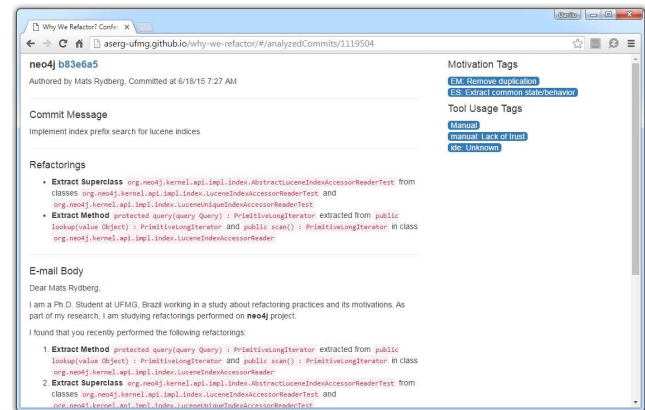 Why We Refactor? Confer
Danilo
aserg-ufmg.github.io/why-we-refactor/#/analyzedCommits/1119504
neo4j b83e6a5
Authored by Mats Rydberg, Committed at 6/18/15 7:27 AM
Commit Message
Implement index prefix search for lucene indices
Refactorings
• Extract Superclass org.neo4j.kernel.api.impl.index.AbstractLuceneIndexAccessorReaderTest from
classes org.neo4j.kernel.api.impl.index.LuceneIndexAccessorReaderTest and
org.neo4j.kernel.api.impl.index.LuceneUniqueIndexAccessorReaderTest
• Extract Method protected query(query Query) : PrimitiveLongIterator extracted from public
lookup(value Object) : PrimitiveLongIterator and public scan() : PrimitiveLongIterator in class
org.neo4j.kernel.api.impl.index.LuceneIndexAccessorReader
E-mail Body
Dear Mats Rydberg,
I am a Ph.D. Student at UFMG, Brazil working in a study about refactoring practices and its motivations. As
part of my research, I am studying refactorings performed on neo4j project.
I found that you recently performed the following refactorings:
1. Extract Method protected query(query Query) : PrimitiveLongIterator extracted from public
lookup(value Object) : PrimitiveLongIterator and public scan() : PrimitiveLongIterator in class
org.neo4j.kernel.api.impl.index.LuceneIndexAccessorReader
2. Extract Superclass org.neo4j.kernel.api.impl.index.AbstractLuceneIndexAccessorReaderTest from
classes org.neo4j.kernel.api.impl.index.LuceneIndexAccessorReaderTest and
org.neo4j.kernel.api.impl.index.LuceneUniqueIndexAccessorReaderTest
Motivation Tags
EM: Remove duplication
ES: Extract common state/behavior
Tool Usage Tags
Manual
manual: Lack of trust
ide: Unknown